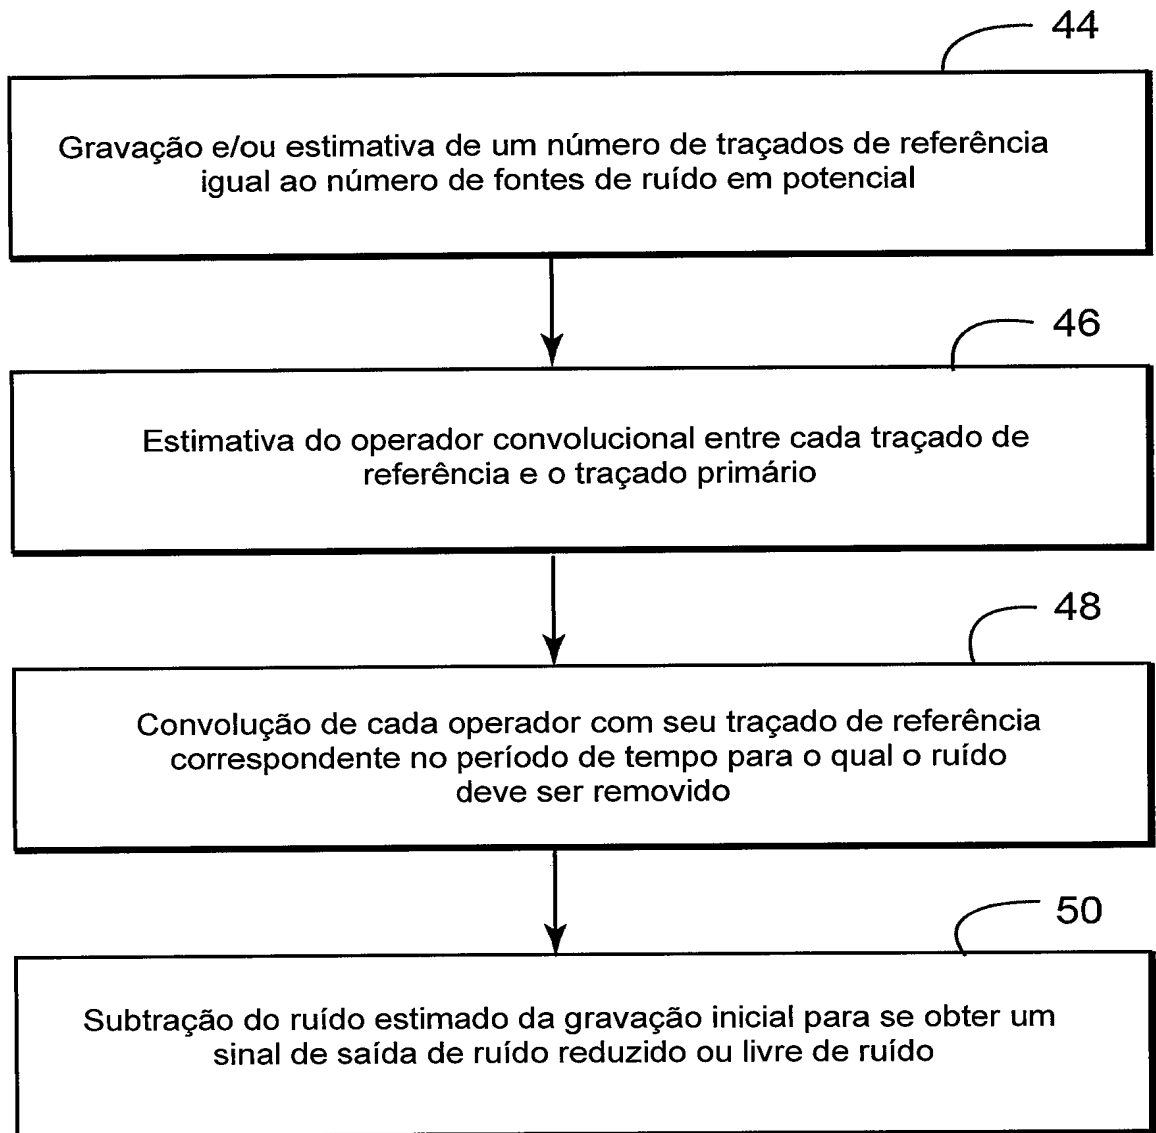 44
Gravação e/ou estimativa de um número de traçados de referência
igual ao número de fontes de ruído em potencial
46
Estimativa do operador convolucional entre cada traçado de
referência e o traçado primário
48
Convolução de cada operador com seu traçado de referência
correspondente no período de tempo para o qual o ruído
deve ser removido
50
Subtração do ruído estimado da gravação inicial para se obter um
sinal de saída de ruído reduzido ou livre de ruído